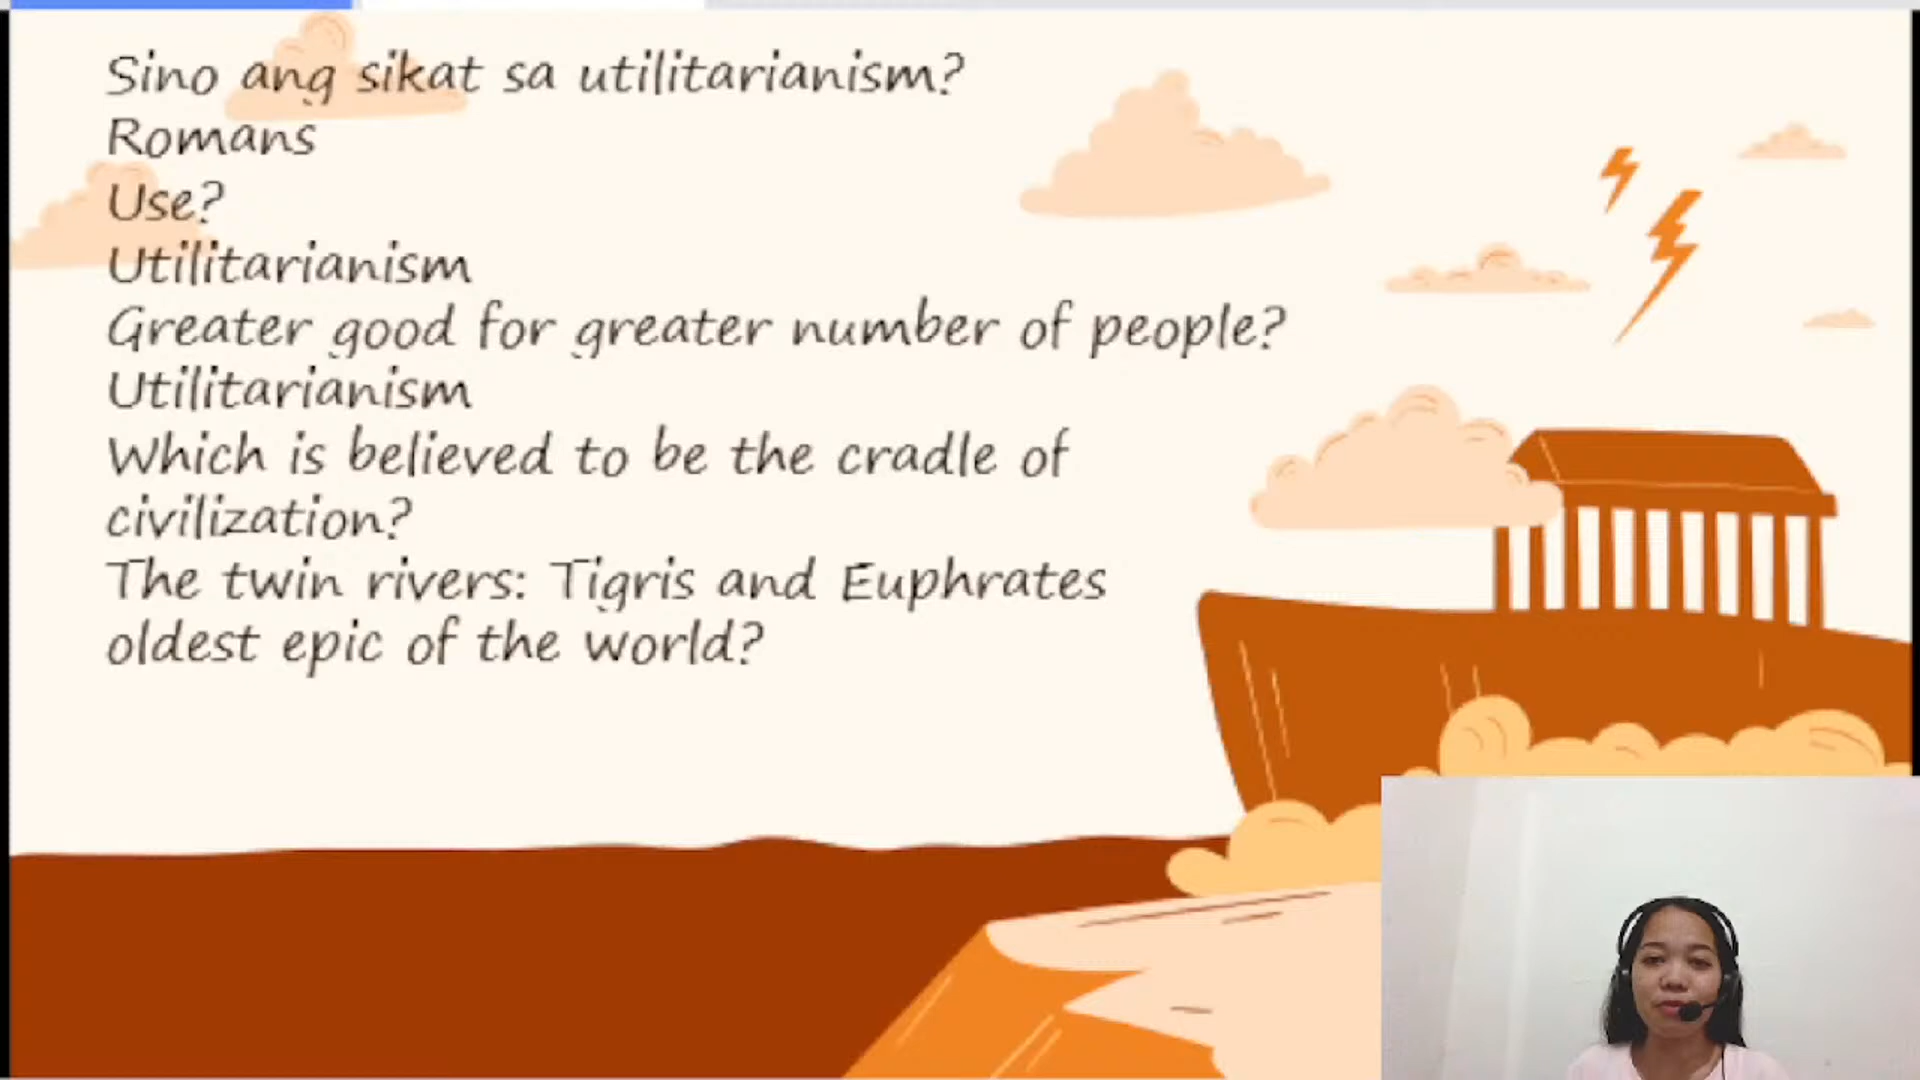 Sino ang sikat sa utilitarianism?
Romans
Use?
Utilitarianism
Greater good for greater number of people?
Utilitarianism
Which is believed to be the cradle of
civilization?
The twin rivers: Tigris and Euphrates
oldest epic of the world?